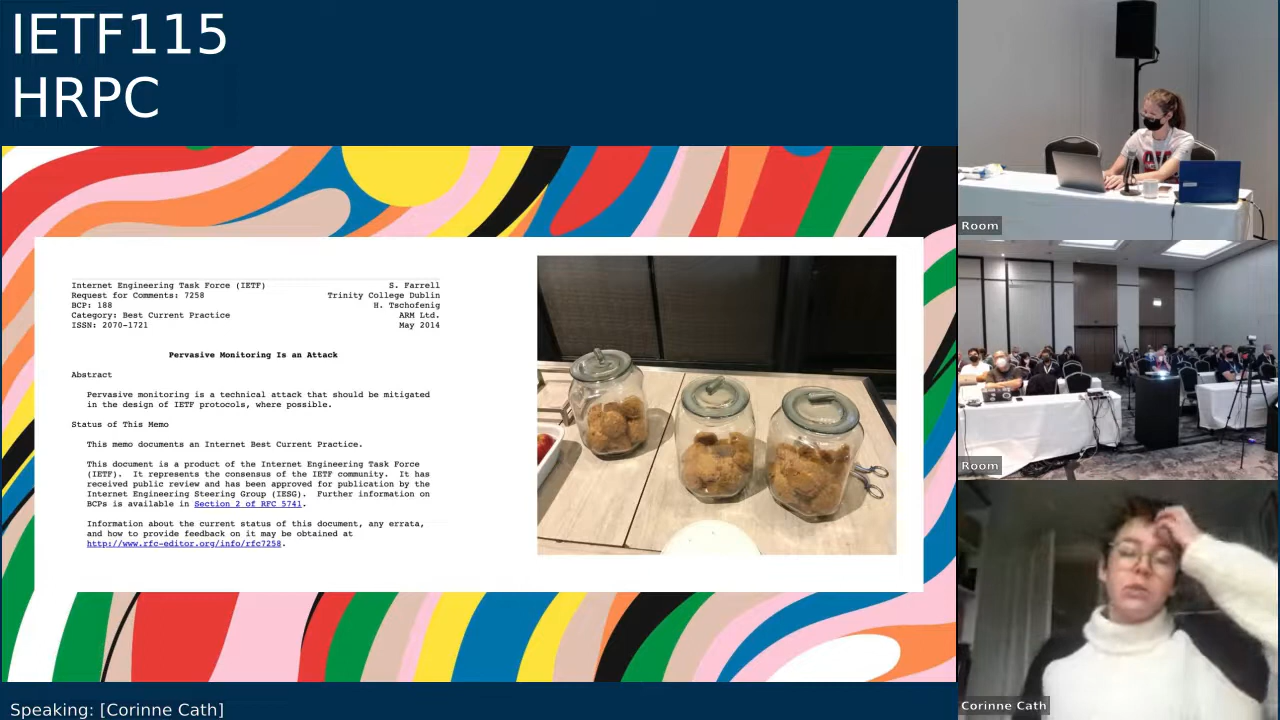 IETF115
HRPC
Internet Engineering Task Force (IETF) S. Farrell
Request for Comments: 7258 Trinity College Dublin
BCP: 188 H. Tschofenig
Category: Best Current Practice ARM Ltd.
ISSN: 2070-1721 May 2014
Pervasive Monitoring Is an Attack
Abstract
Pervasive monitoring is a technical attack that should be mitigated
in the design of IETF protocols, where possible.
Status of This Memo
This memo documents an Internet Best Current Practice.
This document is a product of the Internet Engineering Task Force
(IETF). It represents the consensus of the IETF community. It has
received public review and has been approved for publication by the
Internet Engineering Steering Group (IESG). Further information on
BCPs is available in Section 2 of RFC 5741.
Information about the current status of this document, any errata,
and how to provide feedback on it may be obtained at
http://www.rfc-editor.org/info/rfc7258.
Room
Room
Corinne Cath
Speaking: [Corinne Cath]